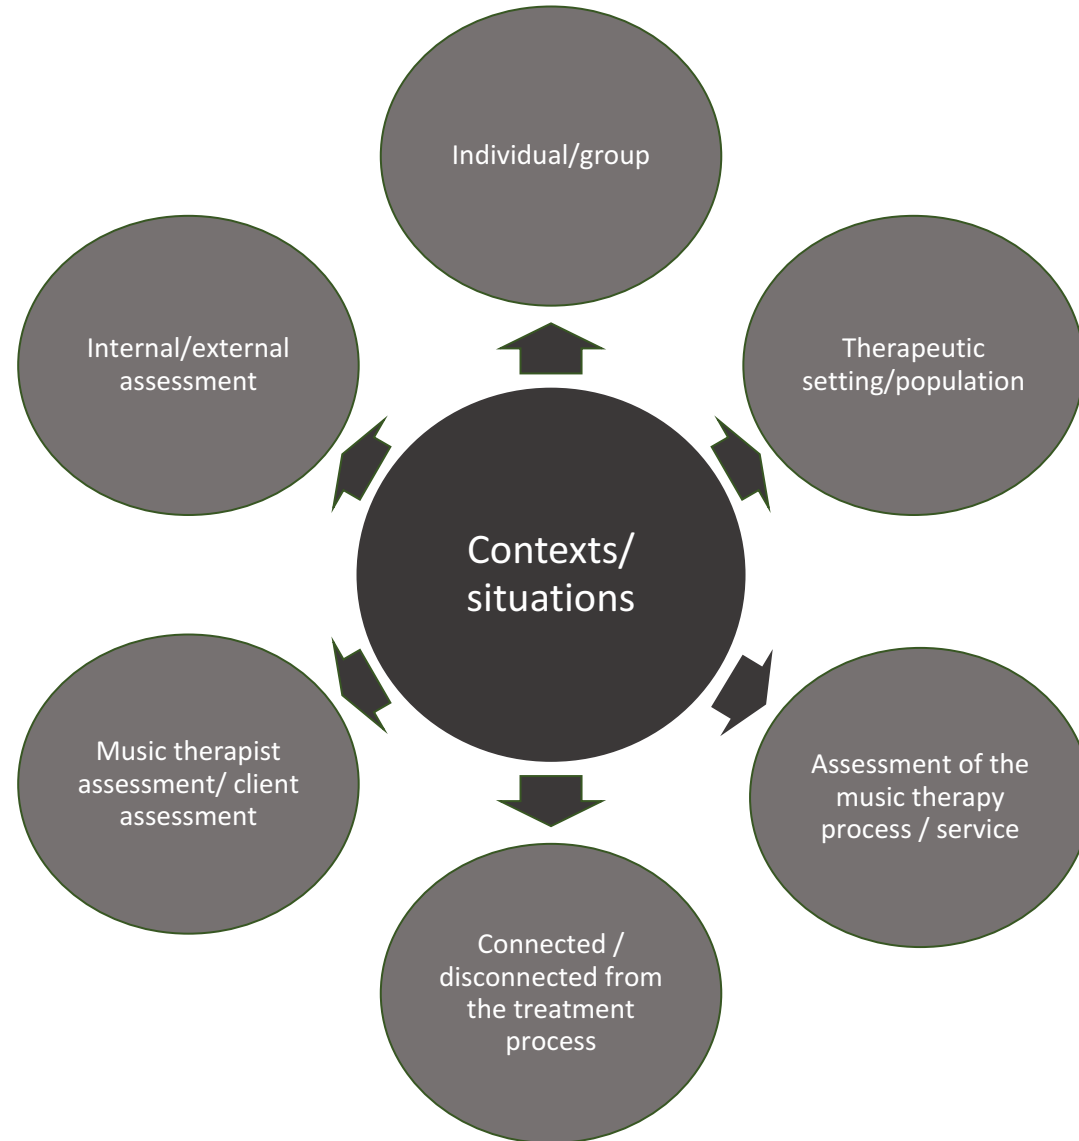 Individual/group
Therapeutic
setting/population
Assessment of the
music therapy
process / service
Connected /
disconnected from
the treatment
process
Music therapist
assessment/ client
assessment
Internal/external
assessment
Contexts/
situations